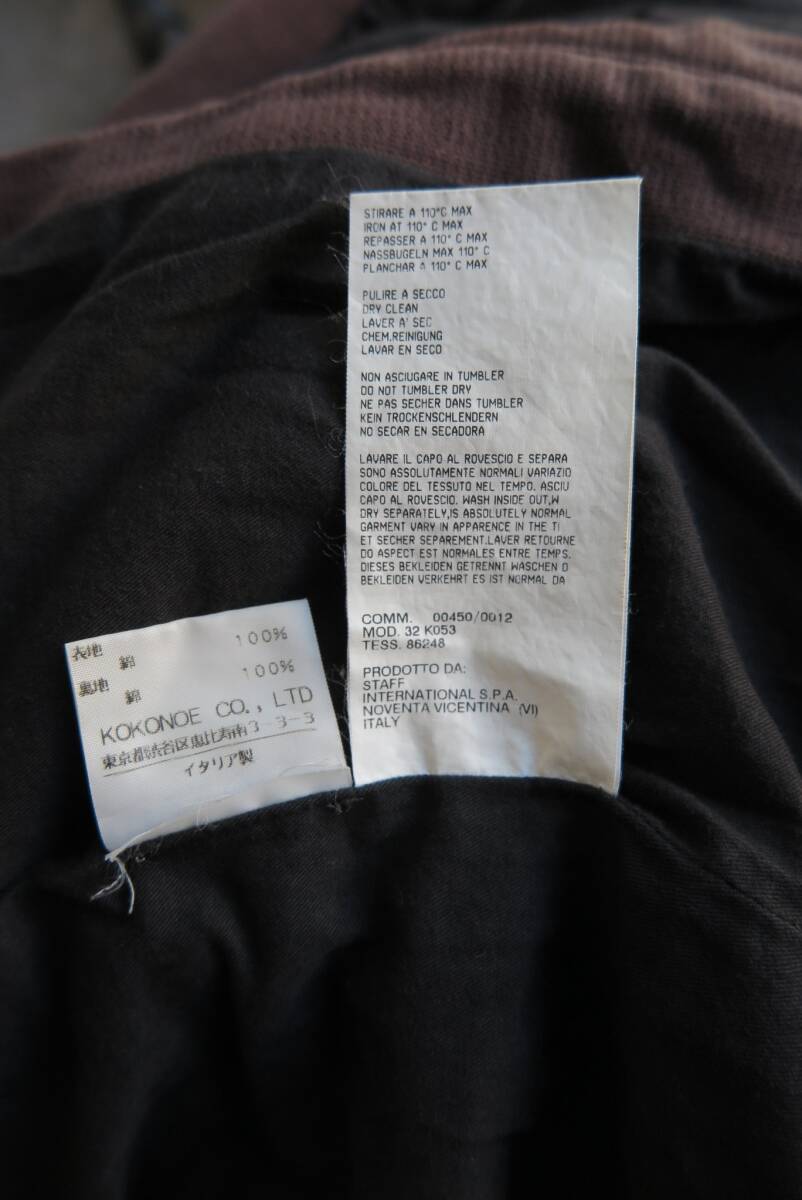 STIRARE A 110°C MAX
IRON AT 110° C MAX
REPASSER A 110° C MAX
NASSBUGELN MAX 110° C
PLANCHAR A 110° C MAX
PULIRE A SECCO
DRY CLEAN
LAVER A' SEC
CHEM.REINIGUNG
LAVAR EN SECO
NON ASCIUGARE IN TUMBLER
DO NOT TUMBLER DRY
NE PAS SECHER DANS TUMBLER
KEIN TROCKENSCHLENDERN
NO SECAR EN SECADORA
LAVARE IL CAPO AL ROVESCIO E SEPARA
SONO ASSOLUTAMENTE NORMALI VARIAZIO
COLORE DEL TESSUTO NEL TEMPO. ASCIU
CAPO AL ROVESCIO. WASH INSIDE OUT,W
DRY SEPARATELY,IS ABSOLUTELY NORMAL
GARMENT VARY IN APPARENCE IN THE TI
ET SECHER SEPAREMENT.LAVER RETOURNE
DO ASPECT EST NORMALES ENTRE TEMPS.
DIESES BEKLEIDEN GETRENNT WASCHEN O
BEKLEIDEN VERKEHRT ES IST NORMAL DA
COMM. 00450/0012
MOD. 32 K053
TESS. 86248
PRODOTTO DA:
STAFF
INTERNATIONAL S.P.A.
NOVENTA VICENTINA (VI)
ITALY
表地 100%
綿
裏地 100%
綿
KOKONOE CO., LTD
東京都渋谷区恵比寿南3-3-3
イタリア製